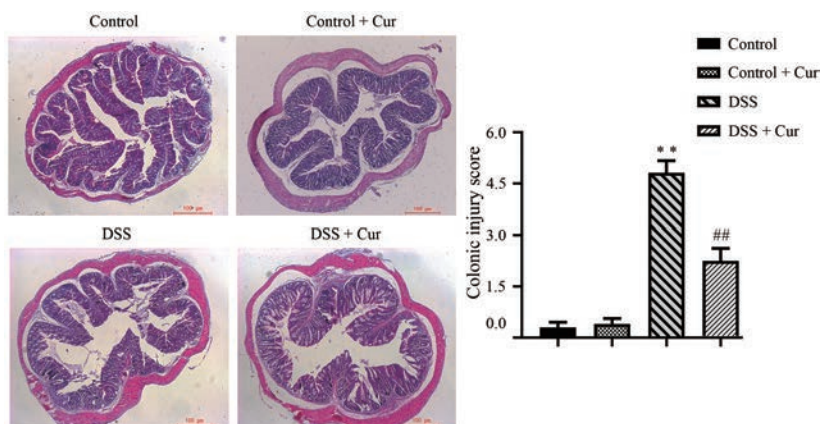 Control
Control + Cur
DSS
DSS + Cur
Control
Control + Cur
DSS
DSS + Cur
Colonic injury score
6.0
4.5
3.0
1.5
0.0
* *
##